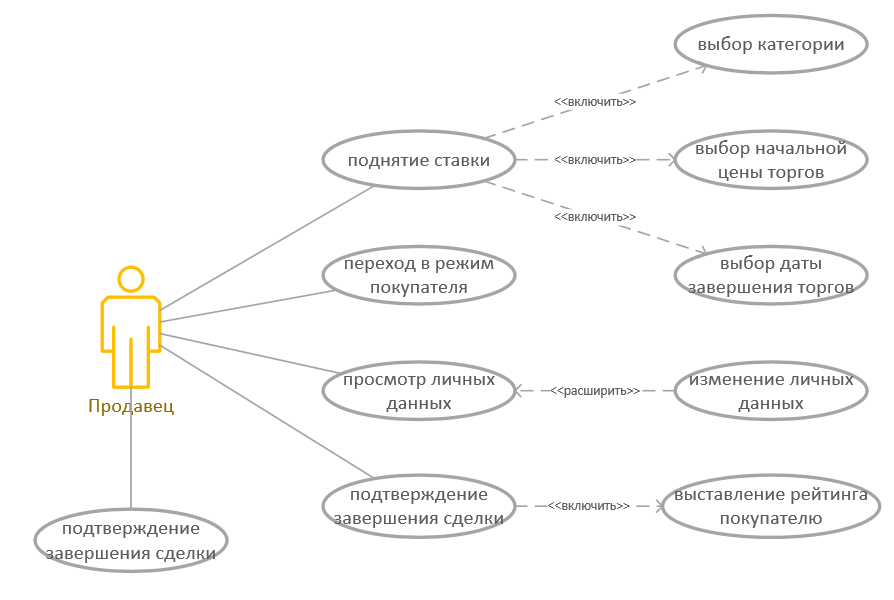 выбор категории
<<включить>>
поднятие ставки
<<включить>>
выбор начальной
цены торгов
<<включить>>
переход в режим
покупателя
выбор даты
завершения торгов
просмотр личных
данных
<<расширить>>
изменение личных
данных
Продавец
подтверждение
завершения сделки
<<включить>>
выставление рейтинга
покупателю
подтверждение
завершения сделки